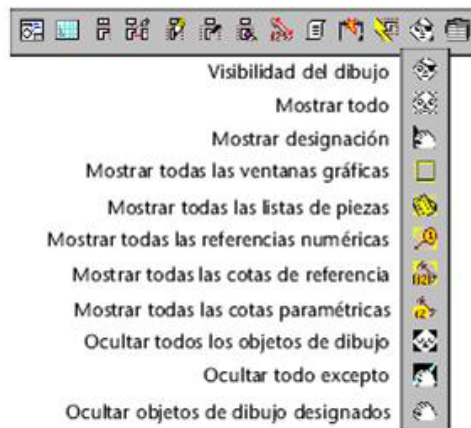 Visibilidad del dibujo
Mostrar todo
Mostrar designación
Mostrar todas las ventanas gráficas
Mostrar todas las listas de piezas
Mostrar todas las referencias numéricas
Mostrar todas las cotas de referencia
Mostrar todas las cotas paramétricas
Ocultar todos los objetos de dibujo
Ocultar todo excepto
Ocultar objetos de dibujo designados